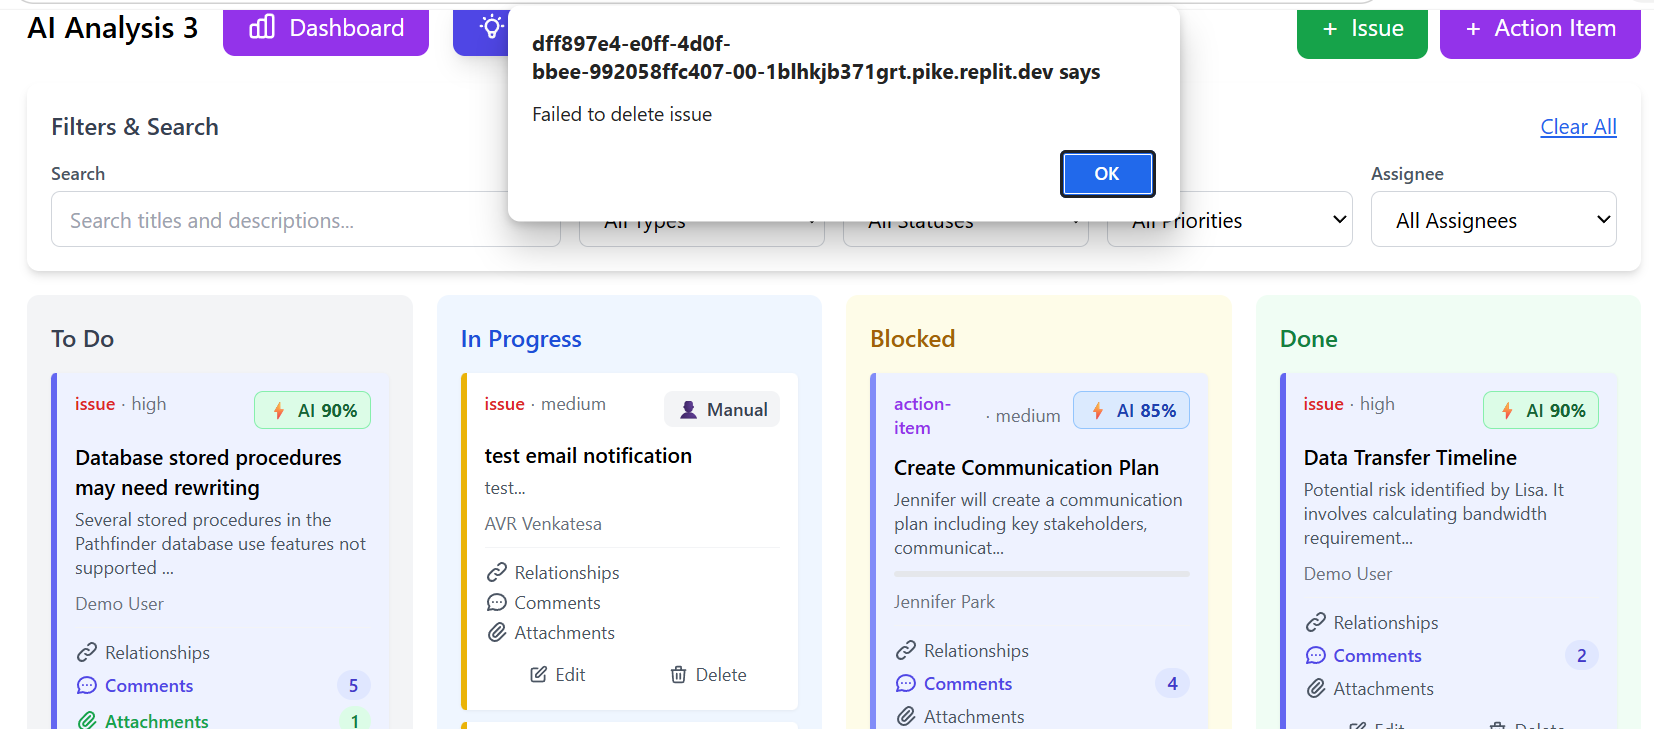 AI Analysis 3
Dashboard
dff897e4-e0ff-4d0f-
bbee-992058ffc407-00-1blhkjb371grt.pike.replit.dev says
Failed to delete issue
OK
+ Issue
+ Action Item
Filters & Search
Clear All
Search
Assignee
Search titles and descriptions...
All Types
All Statuses
All Priorities
All Assignees
To Do
issue · high
AI 90%
Database stored procedures
may need rewriting
Several stored procedures in the
Pathfinder database use features not
supported ...
Demo User
Relationships
Comments 5
Attachments 1
In Progress
issue · medium
Manual
test email notification
test...
AVR Venkatesa
Relationships
Comments
Attachments
Edit
Delete
Blocked
action-
item · medium
AI 85%
Create Communication Plan
Jennifer will create a communication
plan including key stakeholders,
communicat...
Jennifer Park
Relationships
Comments 4
Attachments
Done
issue · high
AI 90%
Data Transfer Timeline
Potential risk identified by Lisa. It
involves calculating bandwidth
requirement...
Demo User
Relationships
Comments 2
Attachments
Edit
Delete